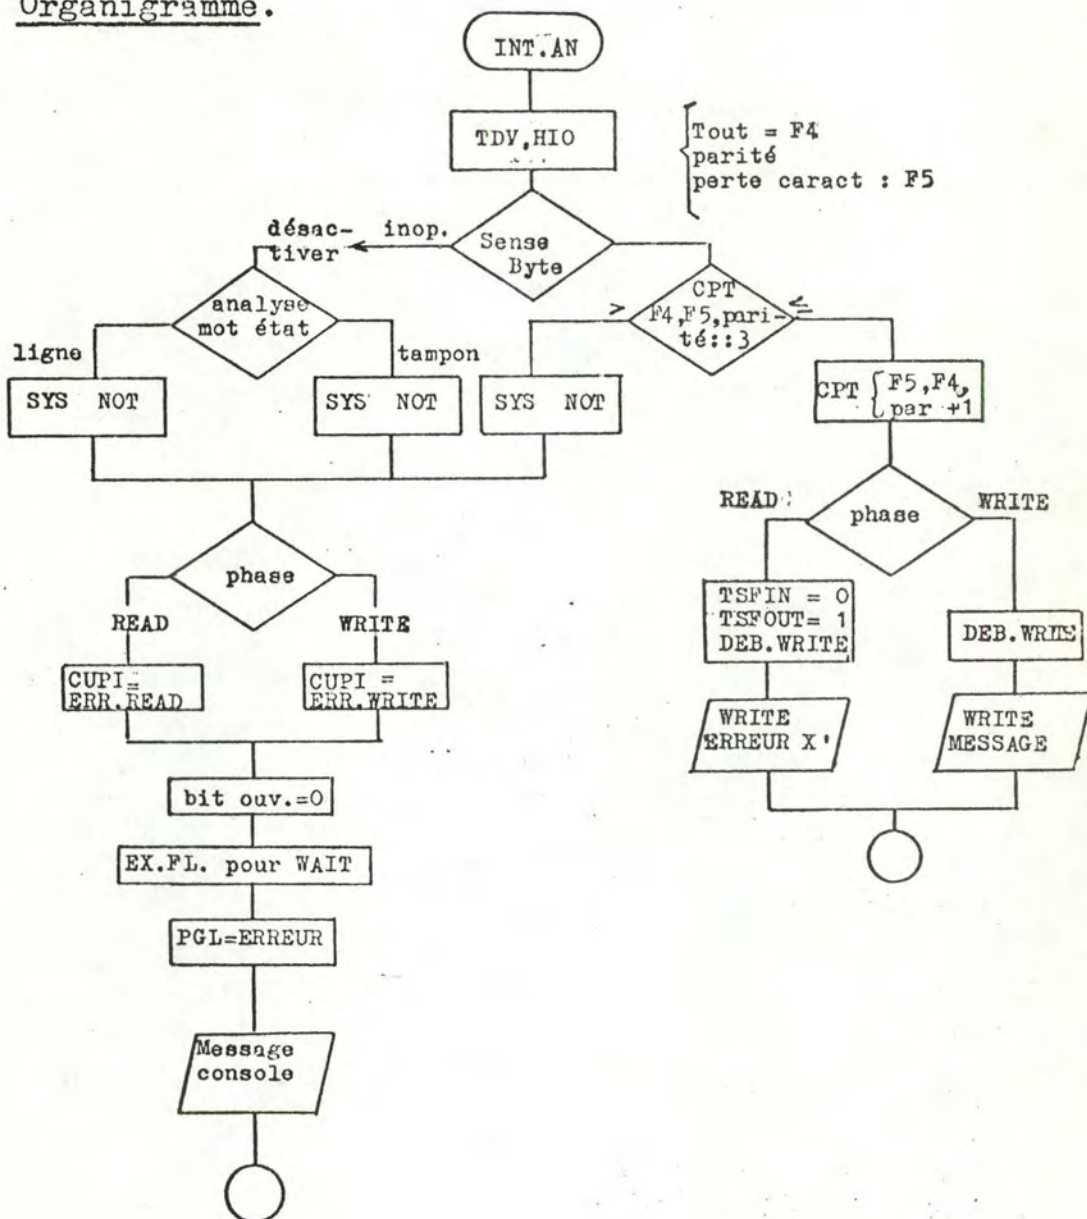 Organigramme.
INT.AN
TDV,HIO
Tout = F4
parité
perte caract : F5
désac-
tiver
inop.
Sense
Byte
analyse
mot état
>
CPT
F4,F5,pari-
té::3
≤
ligne
tampon
SYS NOT
SYS NOT
SYS NOT
CPT
F5,F4,
par +1
phase
READ
WRITE
CUPI=
ERR.READ
CUPI =
ERR.WRITE
READ :
phase
WRITE
TSFIN = 0
TSFOUT= 1
DEB.WRITE
DEB.WRITE
WRITE
'ERREUR X'
WRITE
MESSAGE
bit ouv.=0
EX.FL. pour WAIT
PGL=ERREUR
Message
console